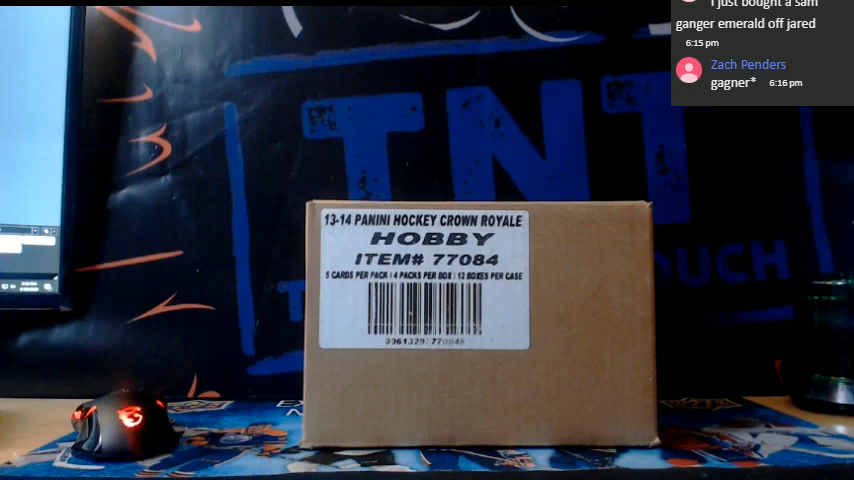 I just bought a sam
ganger emerald off jared
6:15 pm
Zach Penders
gagner* 6:16 pm
TNT
OUCH
13-14 PANINI HOCKEY CROWN ROYALE
HOBBY
ITEM# 77084
5 CARDS PER PACK / 4 PACKS PER BOX / 12 BOXES PER CASE